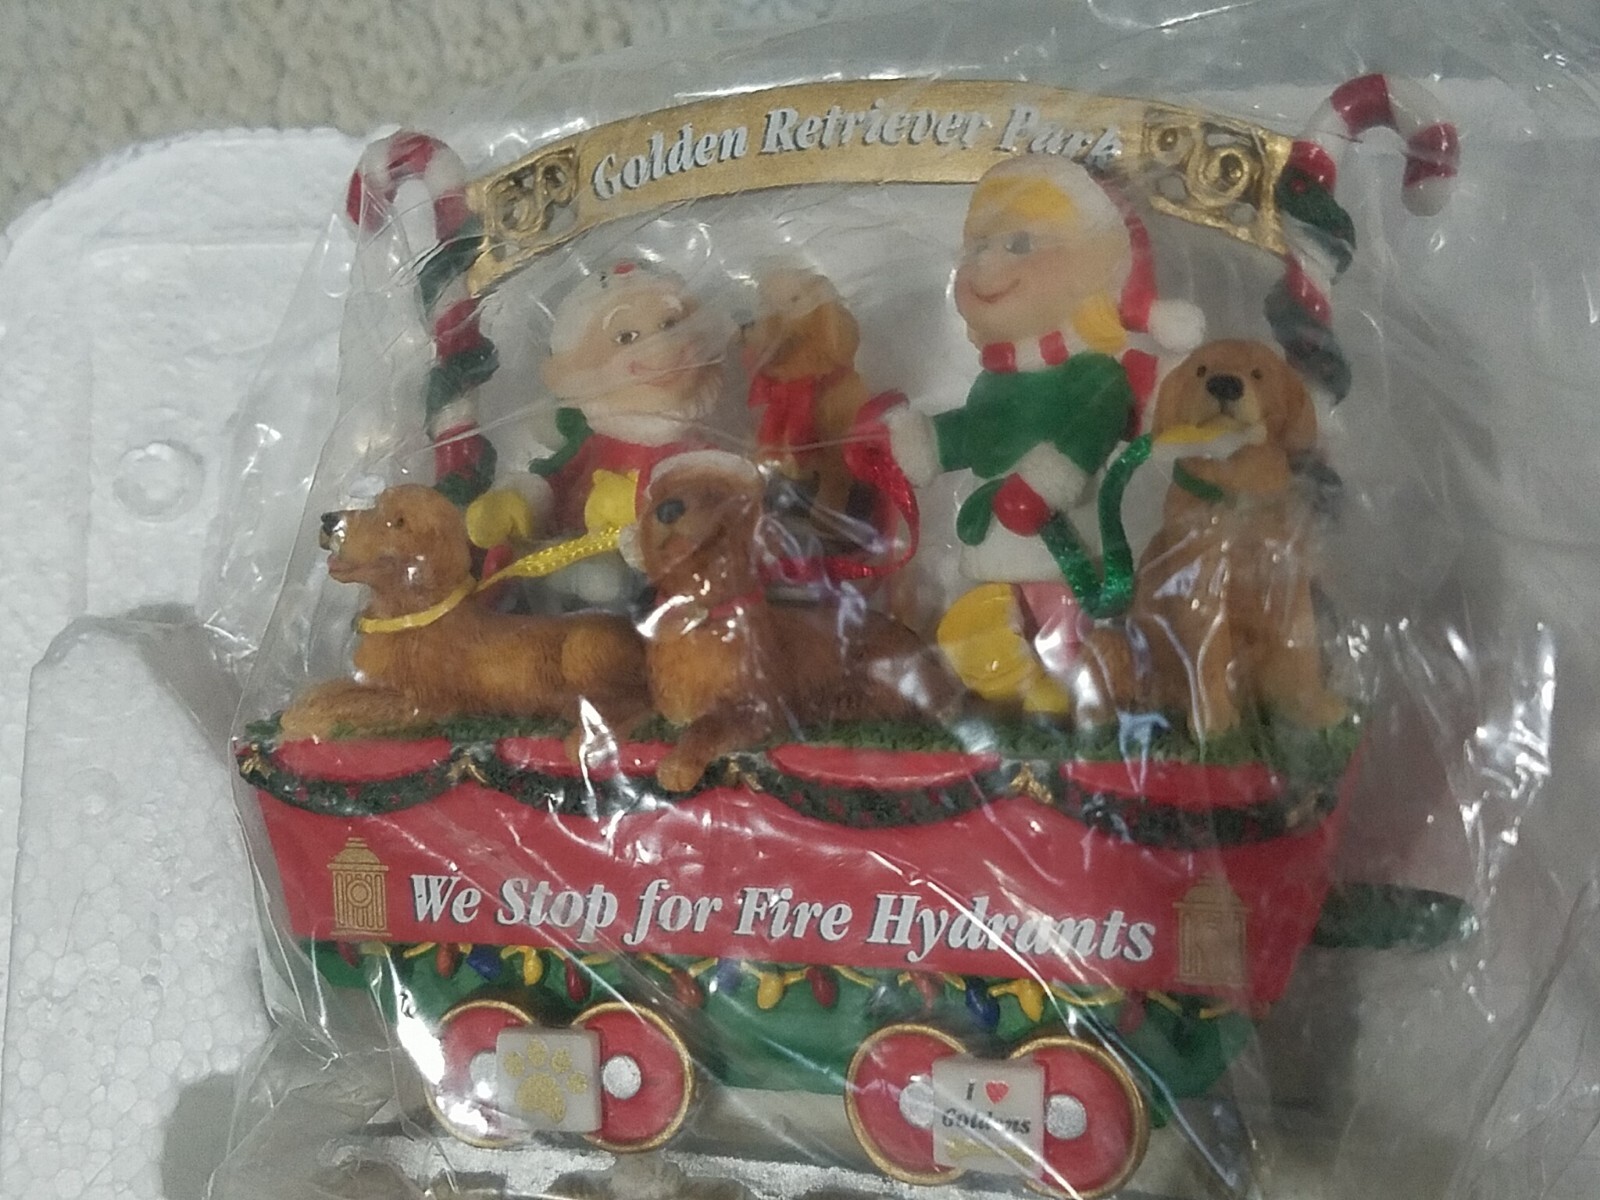 Golden Retriever Park
We Stop for Fire Hydrants
I ♥
Goldens